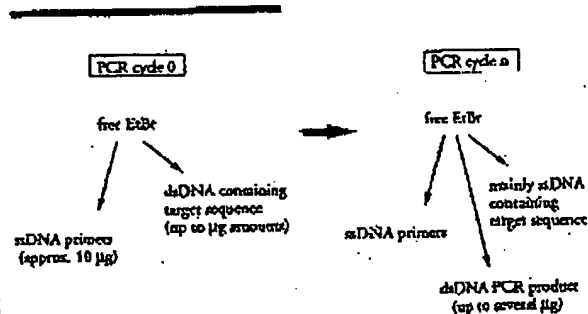 PCR cycle 0
free EtBr
ssDNA primers
(approx. 10 µg)
dsDNA containing
target sequence
(up to µg amounts)
PCR cycle n
free EtBr
ssDNA primers
mainly ssDNA
containing
target sequence
dsDNA PCR product
(up to several µg)